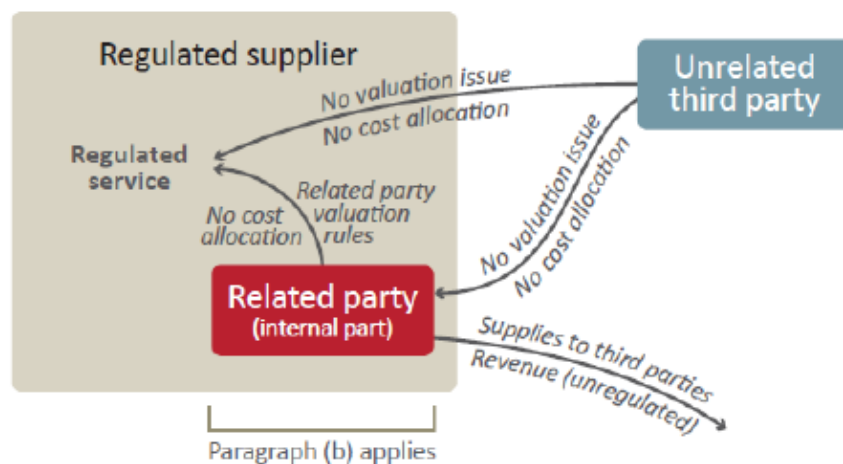 Regulated supplier
Unrelated
third party
No valuation issue
No cost allocation
Regulated
service
No cost
allocation
Related party
valuation
rules
No valuation issue
No cost allocation
Related party
(internal part)
Supplies to third parties
Revenue (unregulated)
Paragraph (b) applies